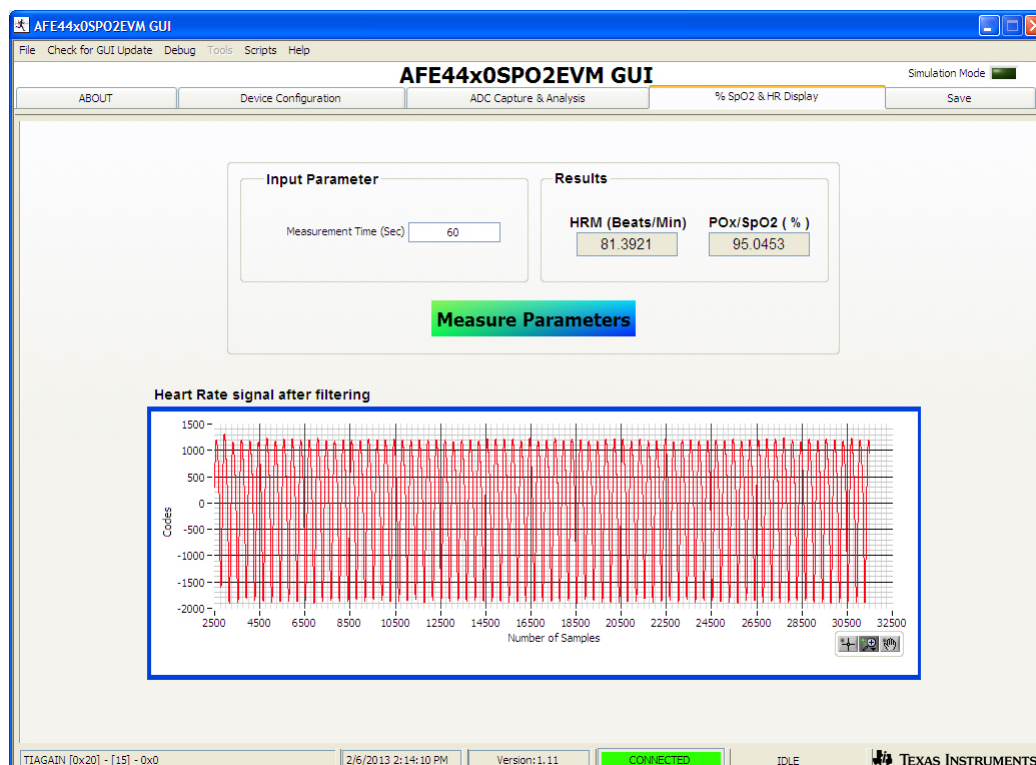 AFE44x0SPO2EVM GUI
File Check for GUI Update Debug Tools Scripts Help
AFE44x0SPO2EVM GUI
Simulation Mode
ABOUT Device Configuration ADC Capture & Analysis % SpO2 & HR Display Save
Input Parameter
Measurement Time (Sec) 60
Results
HRM (Beats/Min) POx/SpO2 ( % )
81.3921 95.0453
Measure Parameters
Heart Rate signal after filtering
1500
1000
500
0
-500
-1000
-1500
-2000
Codes
2500 4500 6500 8500 10500 12500 14500 16500 18500 20500 22500 24500 26500 28500 30500 32500
Number of Samples
TIAGAIN [0x20] - [15] - 0x0 2/6/2013 2:14:10 PM Version:1.11 CONNECTED IDLE TEXAS INSTRUMENTS